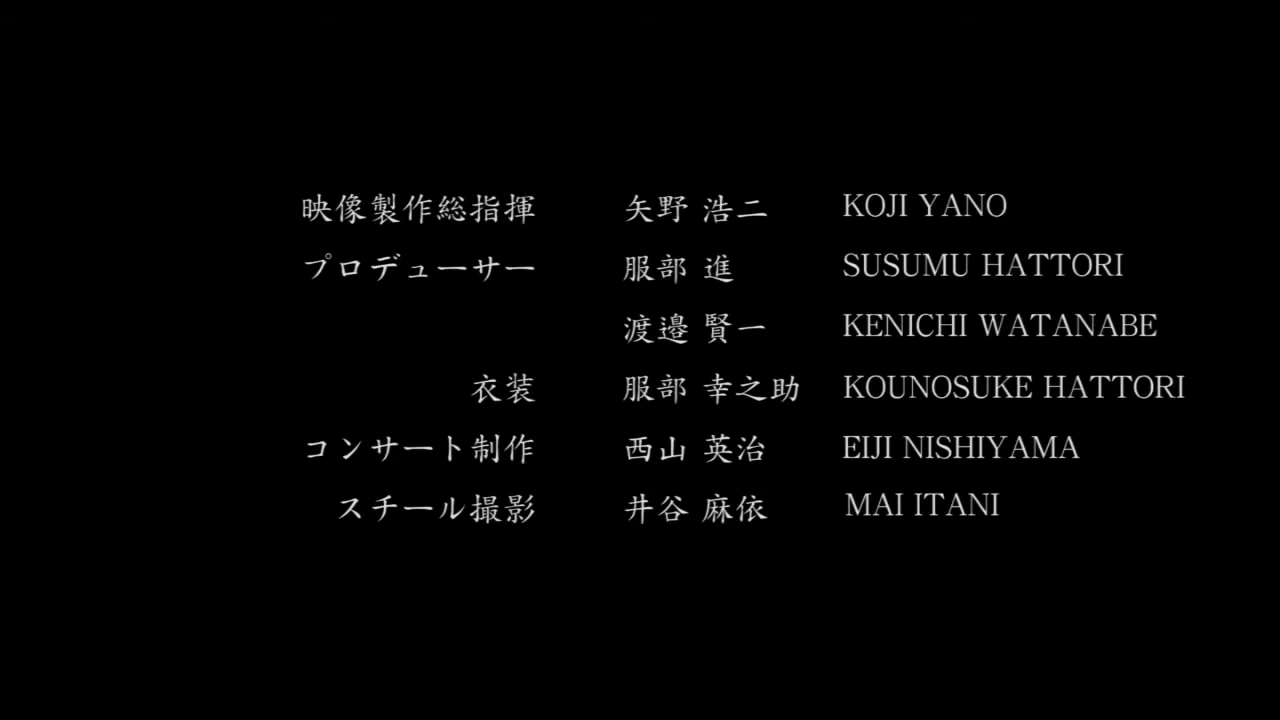 映像製作総指揮 矢野 浩二 KOJI YANO
プロデューサー 服部 進 SUSUMU HATTORI
渡邉 賢一 KENICHI WATANABE
衣装 服部 幸之助 KOUNOSUKE HATTORI
コンサート制作 西山 英治 EIJI NISHIYAMA
スチール撮影 井谷 麻依 MAI ITANI